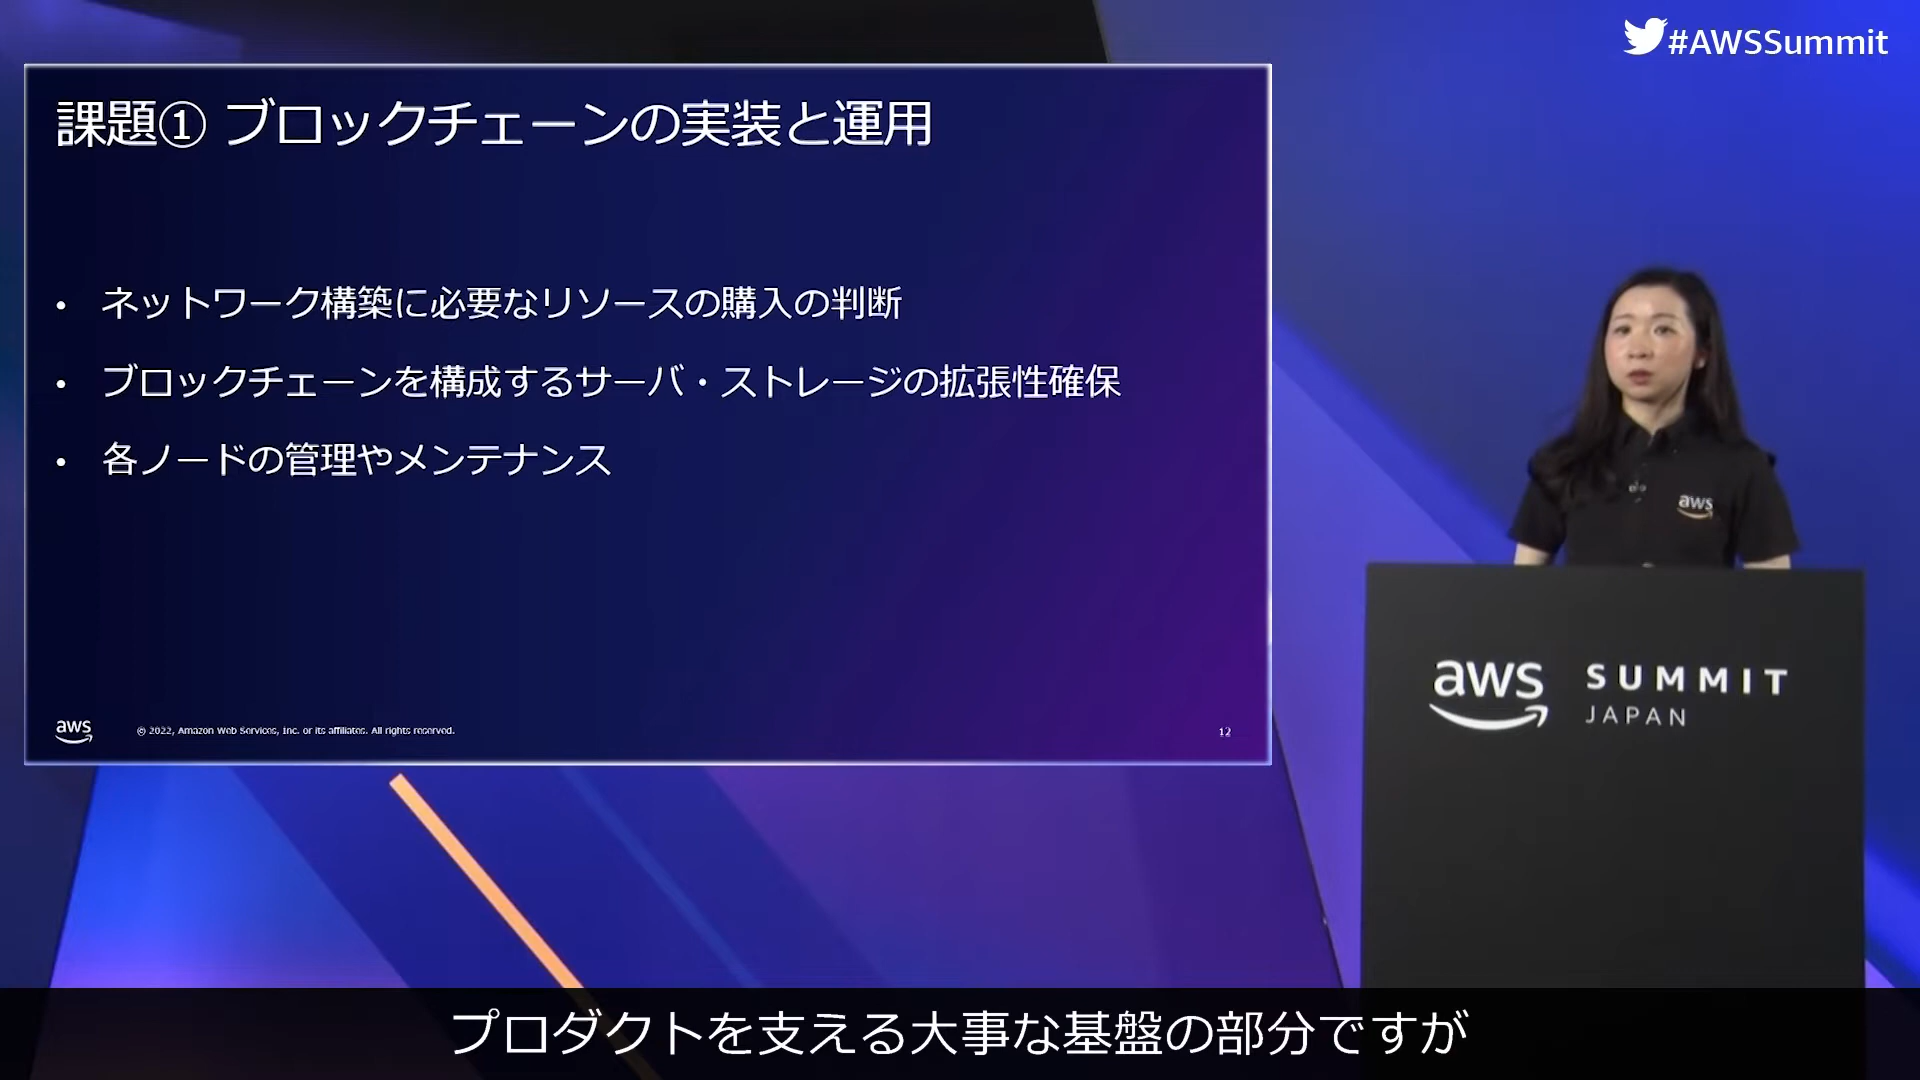 #AWSSummit
課題① ブロックチェーンの実装と運用
• ネットワーク構築に必要なリソースの購入の判断
• ブロックチェーンを構成するサーバ・ストレージの拡張性確保
• 各ノードの管理やメンテナンス
aws
© 2022, Amazon Web Services, Inc. or its affiliates. All rights reserved.
12
aws
aws SUMMIT
JAPAN
プロダクトを支える大事な基盤の部分ですが